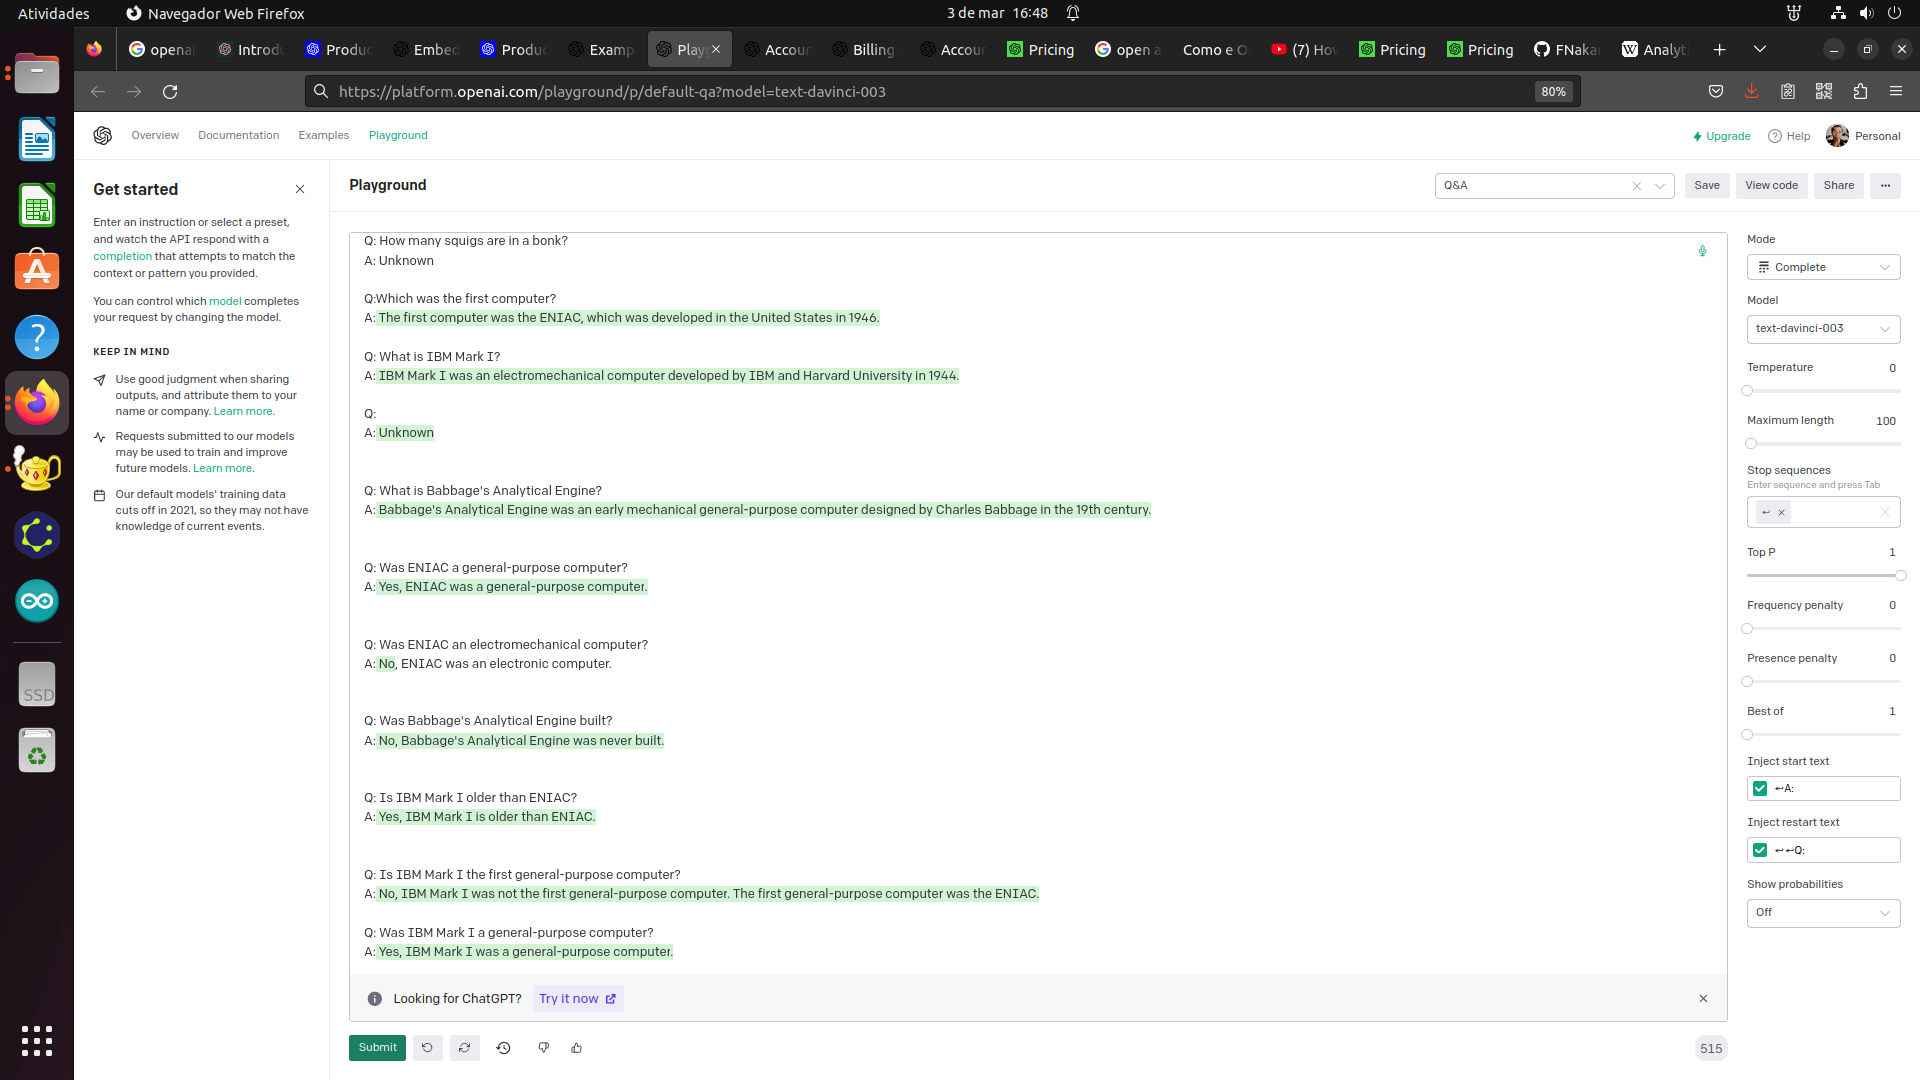 Atividades
Navegador Web Firefox
3 de mar 16:48
openai
Introdu
Produc
Embed
Produc
Examp
Play
Accoun
Billing
Accoun
Pricing
open a
Como e O
(7) How
Pricing
Pricing
FNakan
Analyti
https://platform.openai.com/playground/p/default-qa?model=text-davinci-003
80%
Overview
Documentation
Examples
Playground
Upgrade
Help
Personal
Get started
Enter an instruction or select a preset,
and watch the API respond with a
completion that attempts to match the
context or pattern you provided.
You can control which model completes
your request by changing the model.
KEEP IN MIND
Use good judgment when sharing
outputs, and attribute them to your
name or company. Learn more.
Requests submitted to our models
may be used to train and improve
future models. Learn more.
Our default models' training data
cuts off in 2021, so they may not have
knowledge of current events.
SSD
Playground
Q&A
Save
View code
Share
Q: How many squigs are in a bonk?
A: Unknown
Q:Which was the first computer?
A: The first computer was the ENIAC, which was developed in the United States in 1946.
Q: What is IBM Mark I?
A: IBM Mark I was an electromechanical computer developed by IBM and Harvard University in 1944.
Q:
A: Unknown
Q: What is Babbage's Analytical Engine?
A: Babbage's Analytical Engine was an early mechanical general-purpose computer designed by Charles Babbage in the 19th century.
Q: Was ENIAC a general-purpose computer?
A: Yes, ENIAC was a general-purpose computer.
Q: Was ENIAC an electromechanical computer?
A: No, ENIAC was an electronic computer.
Q: Was Babbage's Analytical Engine built?
A: No, Babbage's Analytical Engine was never built.
Q: Is IBM Mark I older than ENIAC?
A: Yes, IBM Mark I is older than ENIAC.
Q: Is IBM Mark I the first general-purpose computer?
A: No, IBM Mark I was not the first general-purpose computer. The first general-purpose computer was the ENIAC.
Q: Was IBM Mark I a general-purpose computer?
A: Yes, IBM Mark I was a general-purpose computer.
Looking for ChatGPT? Try it now
Submit
515
Mode
Complete
Model
text-davinci-003
Temperature 0
Maximum length 100
Stop sequences
Enter sequence and press Tab
↩
Top P 1
Frequency penalty 0
Presence penalty 0
Best of 1
Inject start text
↩A:
Inject restart text
↩↩Q:
Show probabilities
Off